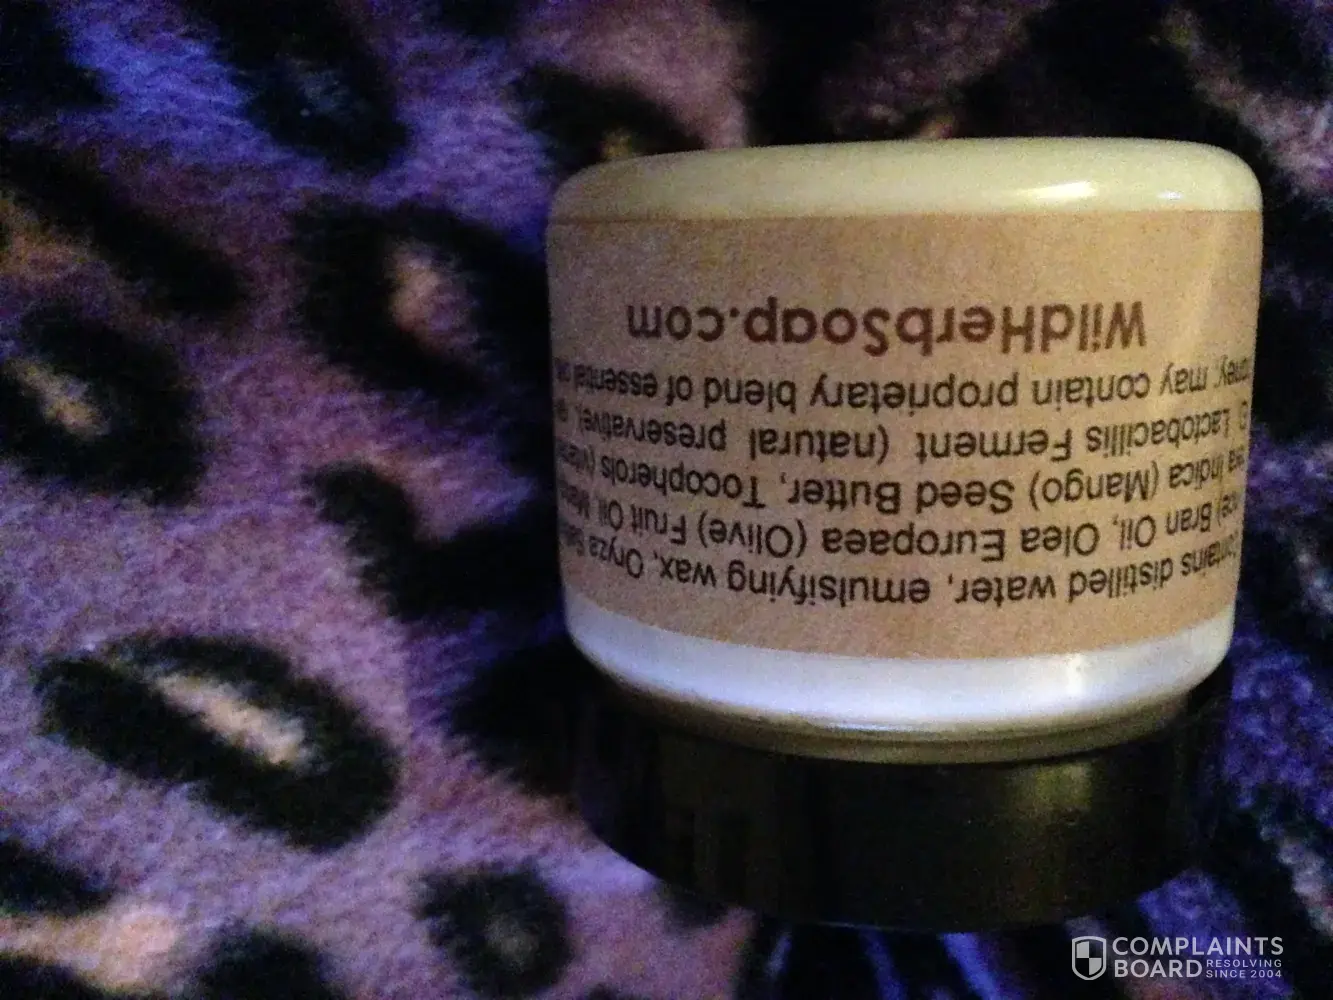 Contains distilled water, emulsifying wax, Oryza
Bran Oil, Olea Europaea (Olive) Fruit Oil,
Indica (Mango) Seed Butter, Tocopherols
Lactobacillis Ferment (natural preservative),
may contain proprietary blend of essential
WildHerbSoap.com
COMPLAINTS
BOARD RESOLVING
SINCE 2004